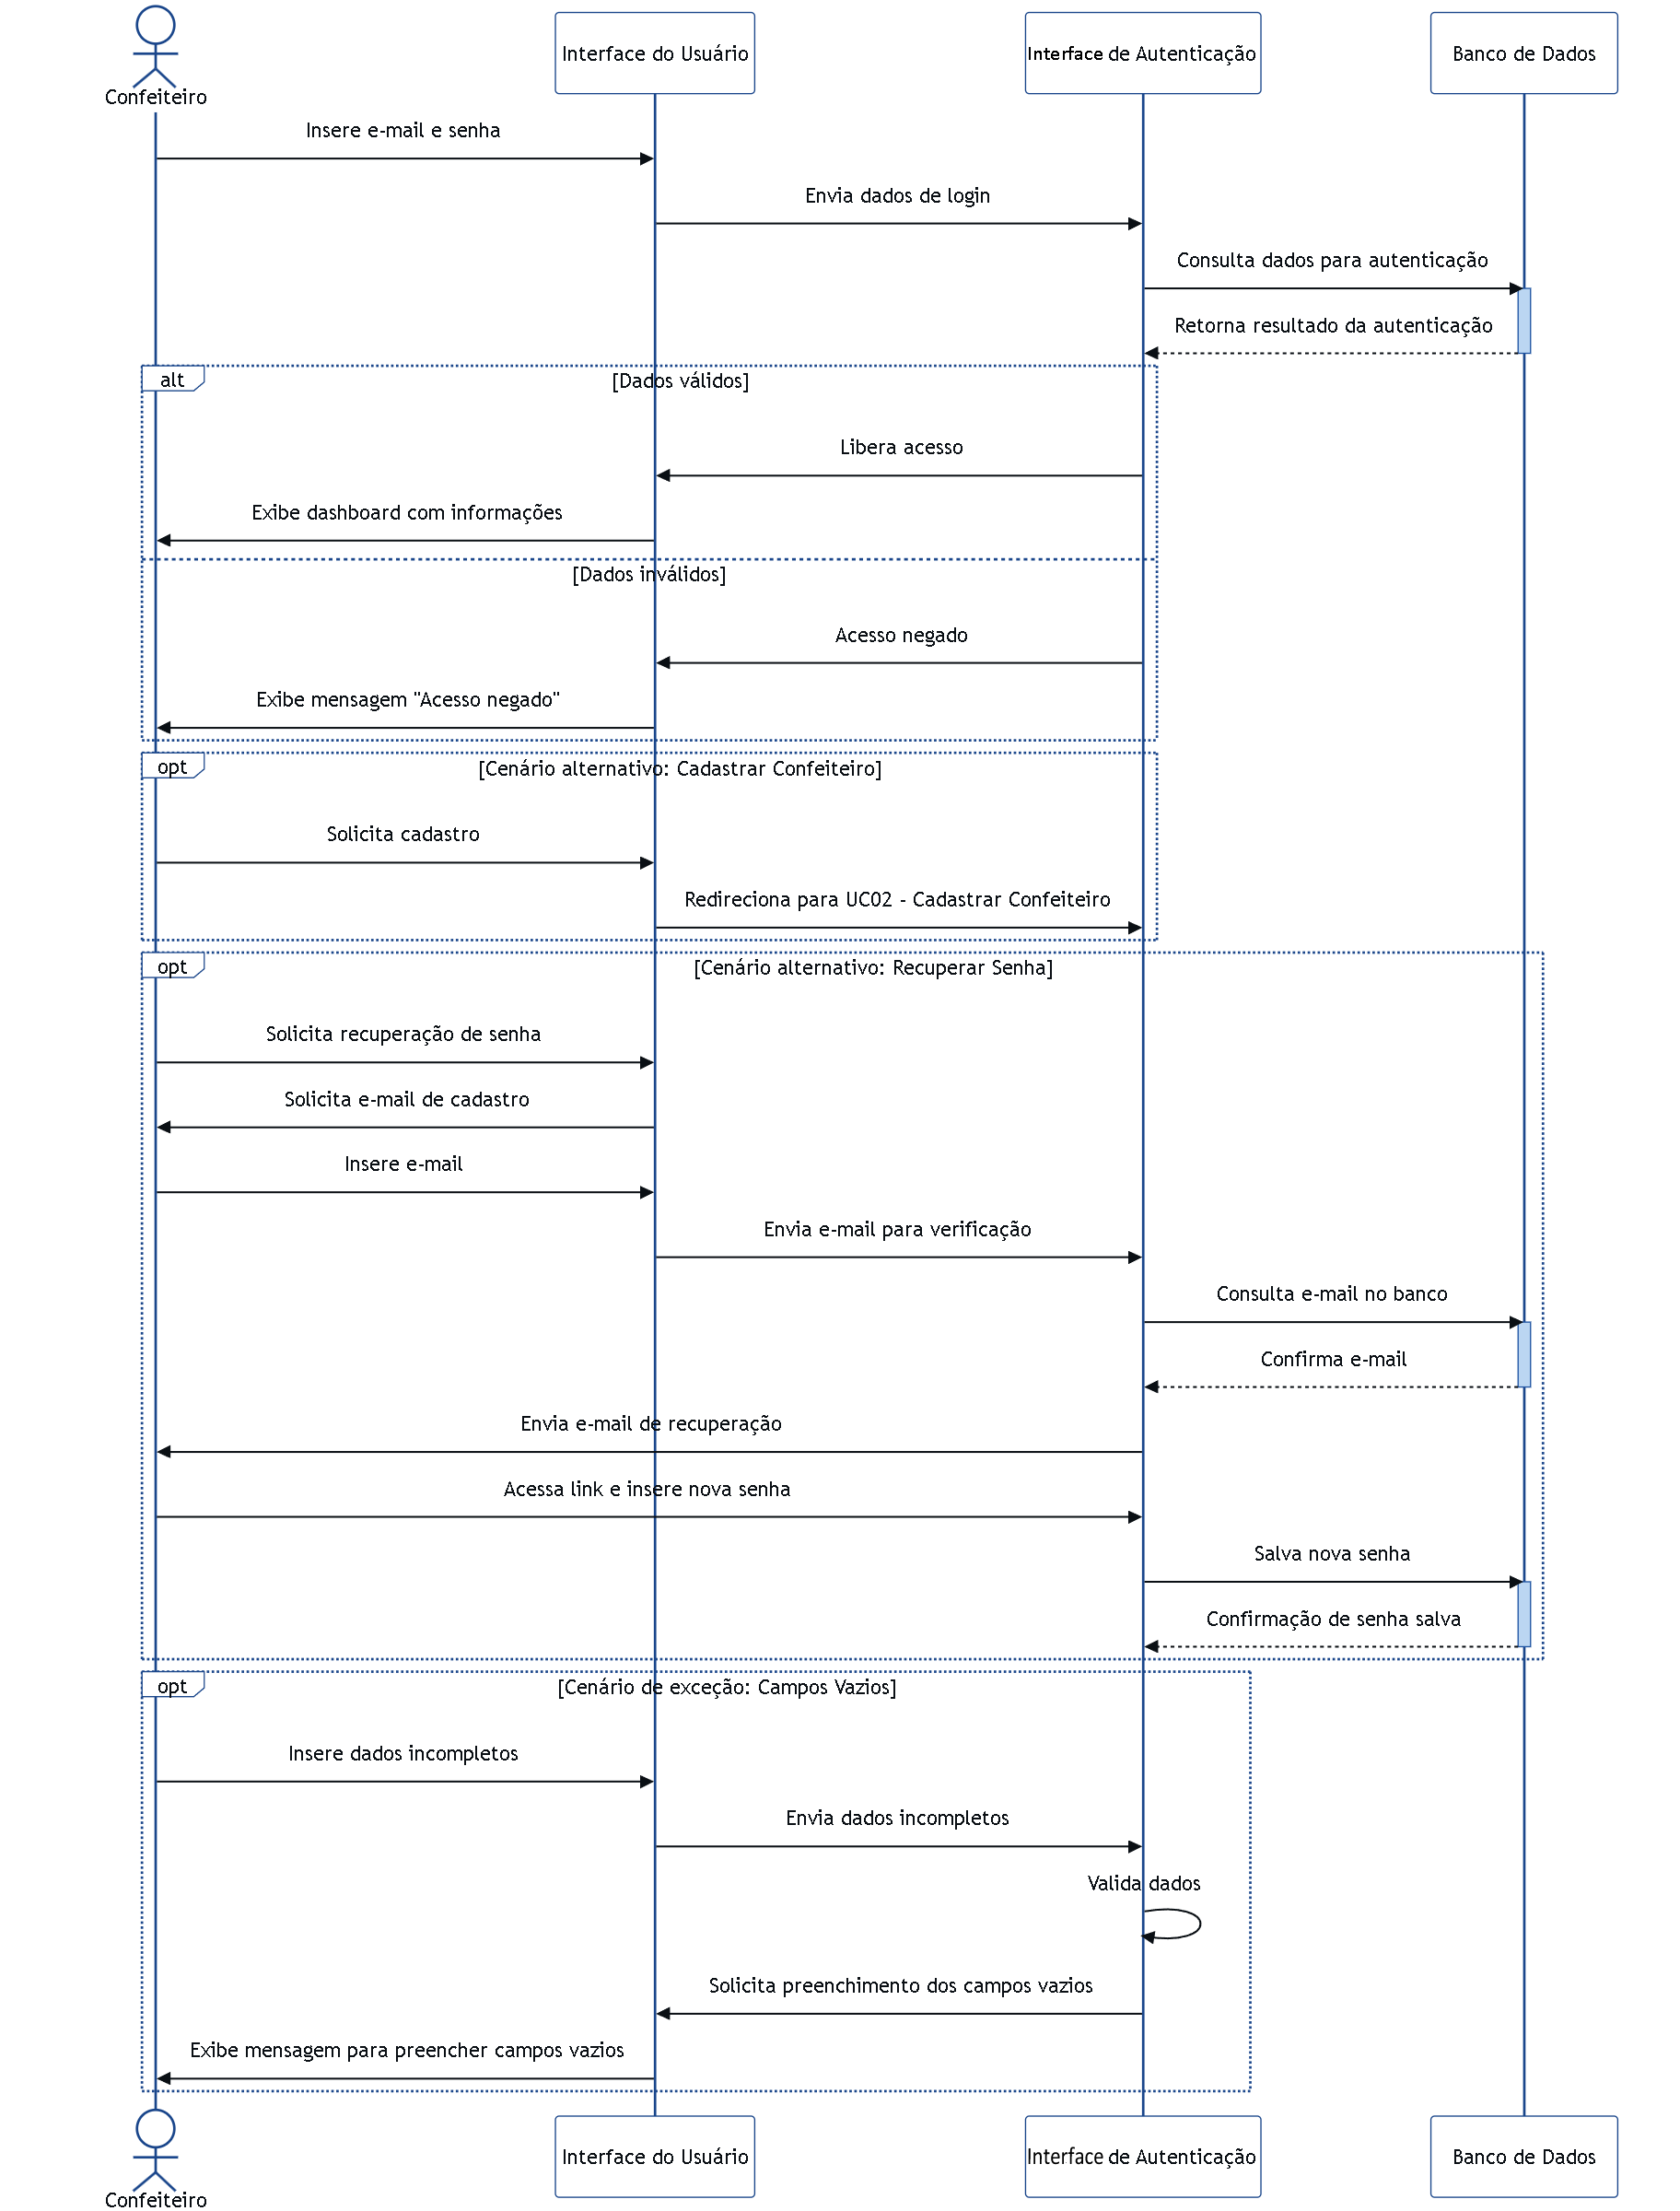 Confeiteiro
Interface do Usuário
Interface de Autenticação
Banco de Dados
Insere e-mail e senha
Envia dados de login
Consulta dados para autenticação
Retorna resultado da autenticação
alt
[Dados válidos]
Libera acesso
Exibe dashboard com informações
[Dados inválidos]
Acesso negado
Exibe mensagem "Acesso negado"
opt
[Cenário alternativo: Cadastrar Confeiteiro]
Solicita cadastro
Redireciona para UC02 - Cadastrar Confeiteiro
opt
[Cenário alternativo: Recuperar Senha]
Solicita recuperação de senha
Solicita e-mail de cadastro
Insere e-mail
Envia e-mail para verificação
Consulta e-mail no banco
Confirma e-mail
Envia e-mail de recuperação
Acessa link e insere nova senha
Salva nova senha
Confirmação de senha salva
opt
[Cenário de exceção: Campos Vazios]
Insere dados incompletos
Envia dados incompletos
Valida dados
Solicita preenchimento dos campos vazios
Exibe mensagem para preencher campos vazios
Confeiteiro
Interface do Usuário
Interface de Autenticação
Banco de Dados